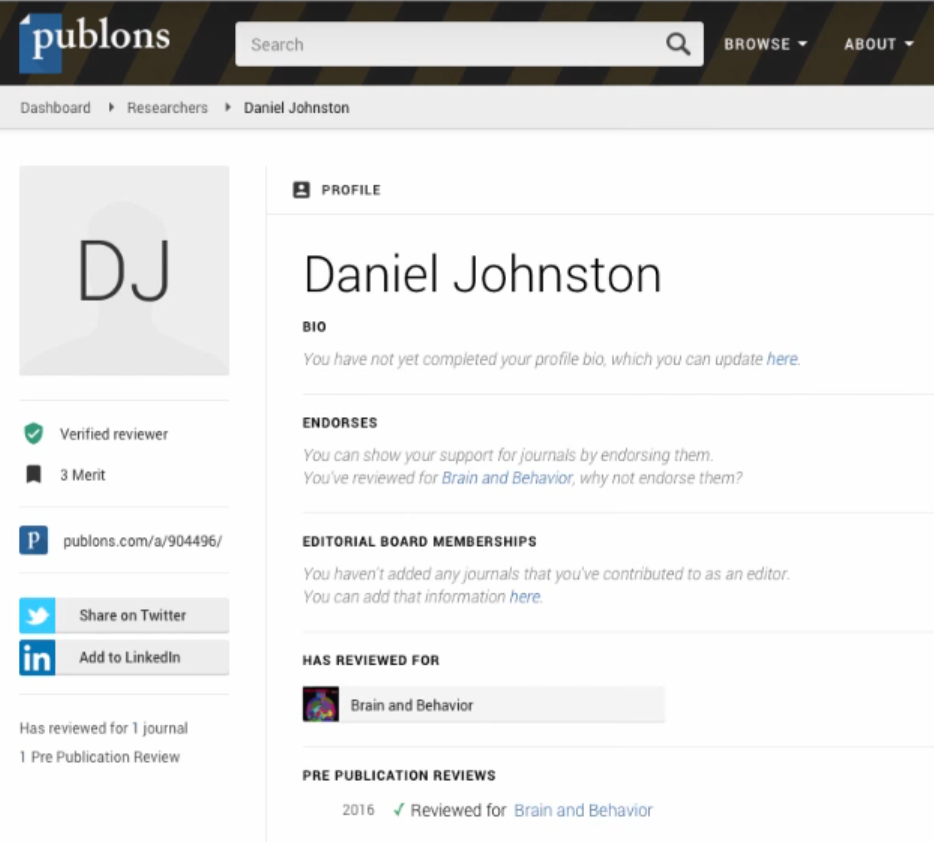 publons
Search
BROWSE
ABOUT
Dashboard Researchers Daniel Johnston
DJ
Verified reviewer
3 Merit
P publons.com/a/904496/
Share on Twitter
in Add to LinkedIn
Has reviewed for 1 journal
1 Pre Publication Review
PROFILE
Daniel Johnston
BIO
You have not yet completed your profile bio, which you can update here.
ENDORSES
You can show your support for journals by endorsing them.
You've reviewed for Brain and Behavior, why not endorse them?
EDITORIAL BOARD MEMBERSHIPS
You haven't added any journals that you've contributed to as an editor.
You can add that information here.
HAS REVIEWED FOR
Brain and Behavior
PRE PUBLICATION REVIEWS
2016 ✓ Reviewed for Brain and Behavior